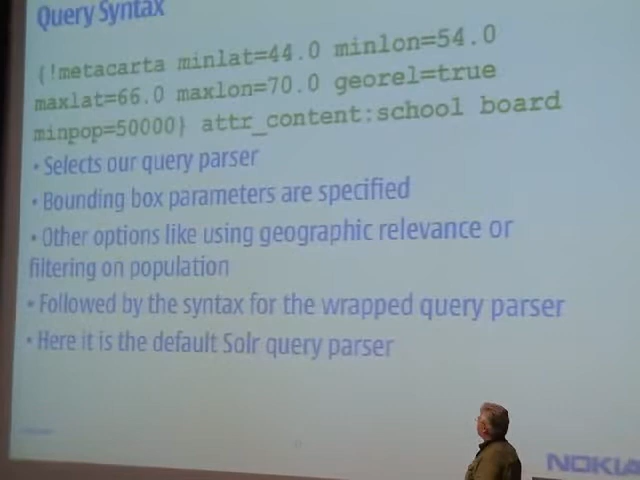 Query Syntax
{!metacarta minlat=44.0 minlon=54.0
maxlat=66.0 maxlon=70.0 georel=true
minpop=50000} attr_content:school board
• Selects our query parser
• Bounding box parameters are specified
• Other options like using geographic relevance or
filtering on population
• Followed by the syntax for the wrapped query parser
• Here it is the default Solr query parser
NOKIA